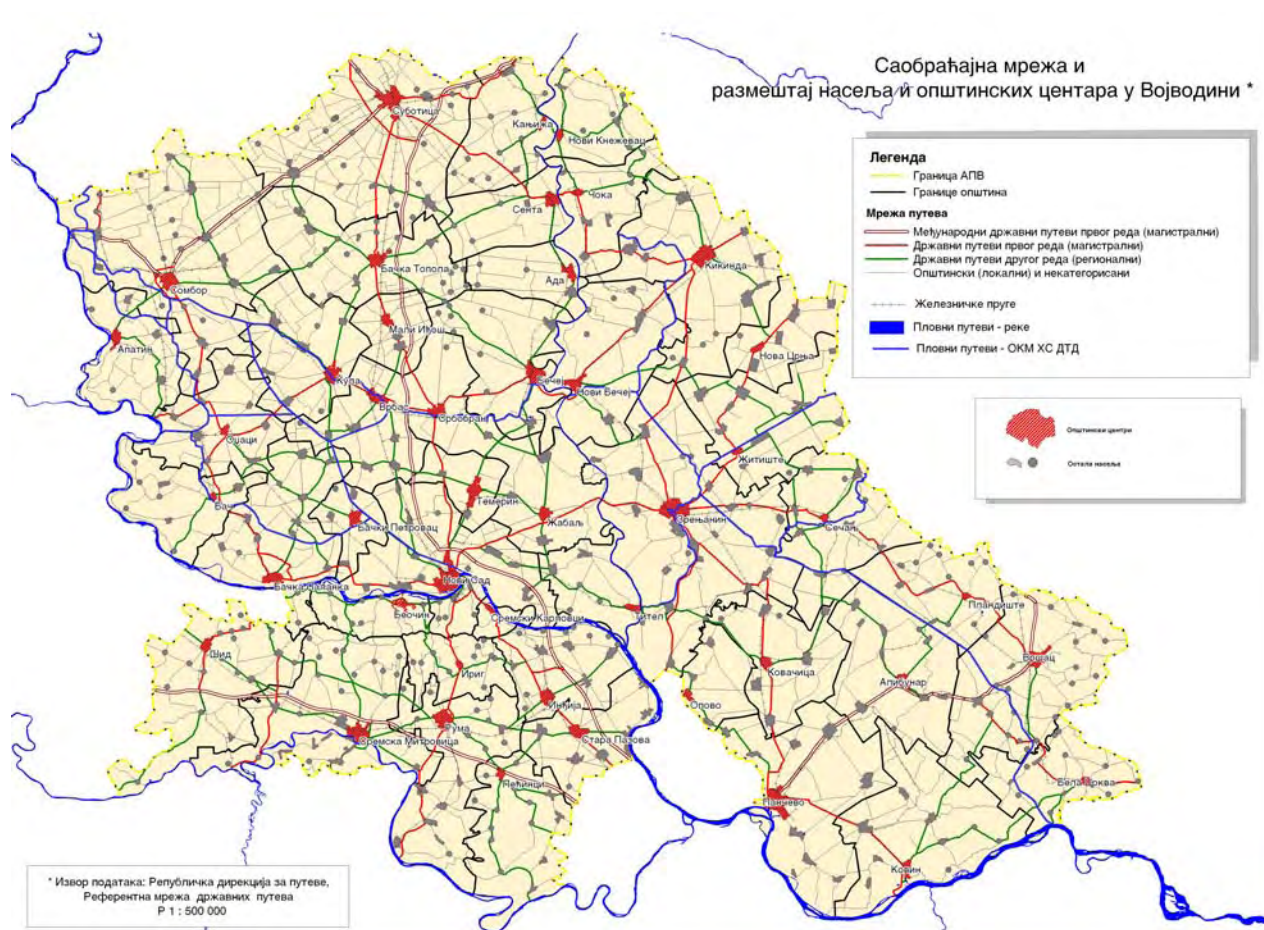 Саобраћајна мрежа и
размештај насеља и општинских центара у Војводини *
Легенда
Граница АПВ
Границе општина
Мрежа путева
Међународни државни путеви првог реда (магистрални)
Државни путеви првог реда (магистрални)
Државни путеви другог реда (регионални)
Општински (локални) и некатегорисани
Железничке пруге
Пловни путеви - реке
Пловни путеви - ОКМ ХС ДТД
Општински центри
Остала насеља
Суботица
Кањижа
Нови Кнежевац
Чока
Сента
Бачка Топола
Ада
Кикинда
Сомбор
Мали Иђош
Апатин
Нова Црња
Кула
Бечеј
Нови Бечеј
Врбас
Србобран
Оџаци
Житиште
Бач
Темерин
Бачки Петровац
Жабаљ
Зрењанин
Сечањ
Бачка Паланка
Нови Сад
Беочин
Сремски Карловци
Тител
Пландиште
Шид
Ириг
Ковачица
Вршац
Алибунар
Инђија
Опово
Рума
Сремска Митровица
Стара Пазова
Пећинци
Панчево
Бела Црква
Ковин
* Извор података: Републичка дирекција за путеве,
Референтна мрежа државних путева
Р 1 : 500 000